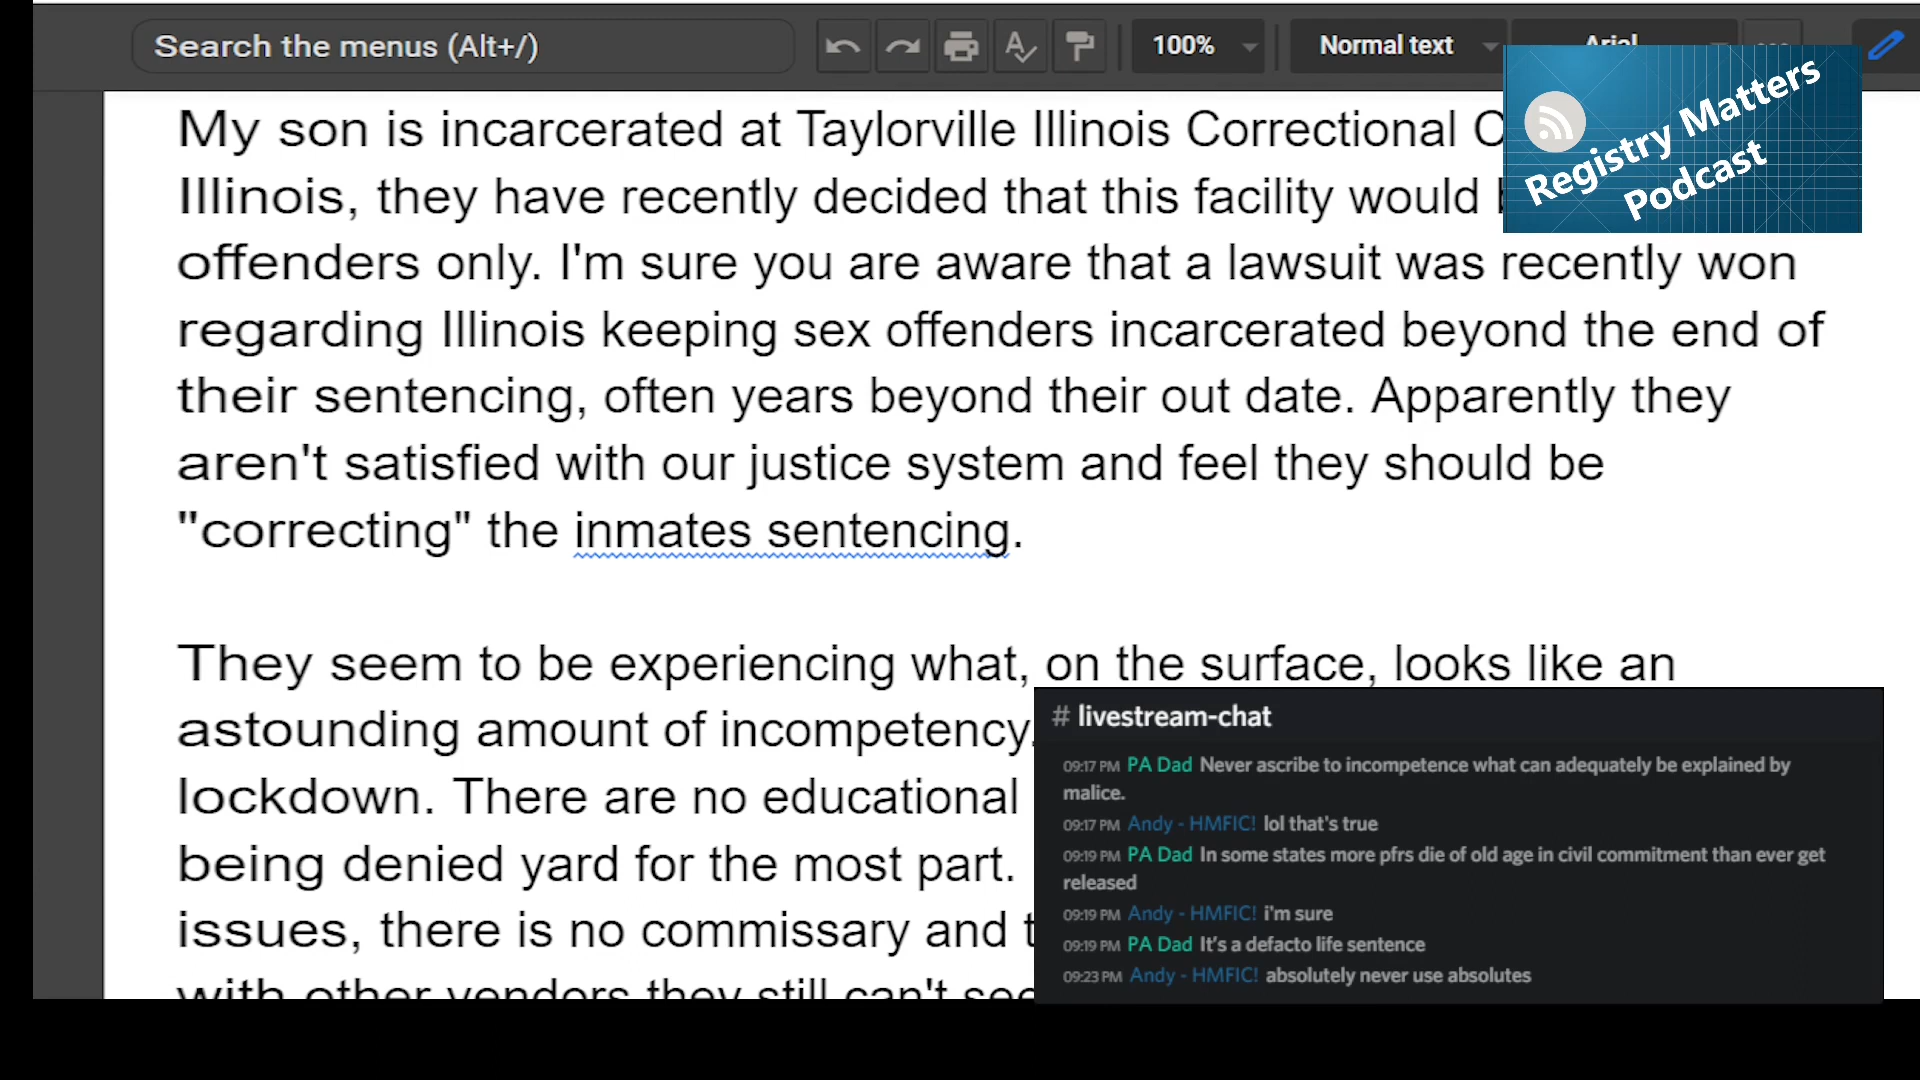 Search the menus (Alt+/)
100%
Normal text
Arial
Registry Matters
Podcast
My son is incarcerated at Taylorville Illinois Correctional
Illinois, they have recently decided that this facility would
offenders only. I'm sure you are aware that a lawsuit was recently won
regarding Illinois keeping sex offenders incarcerated beyond the end of
their sentencing, often years beyond their out date. Apparently they
aren't satisfied with our justice system and feel they should be
"correcting" the inmates sentencing.
They seem to be experiencing what, on the surface, looks like an
astounding amount of incompetency.
lockdown. There are no educational
being denied yard for the most part.
issues, there is no commissary and
with other vendors they still can't
# livestream-chat
09:17 PM PA Dad Never ascribe to incompetence what can adequately be explained by
malice.
09:17 PM Andy - HMFIC! lol that's true
09:19 PM PA Dad In some states more pfrs die of old age in civil commitment than ever get
released
09:19 PM Andy - HMFIC! i'm sure
09:19 PM PA Dad It's a defacto life sentence
09:23 PM Andy - HMFIC! absolutely never use absolutes